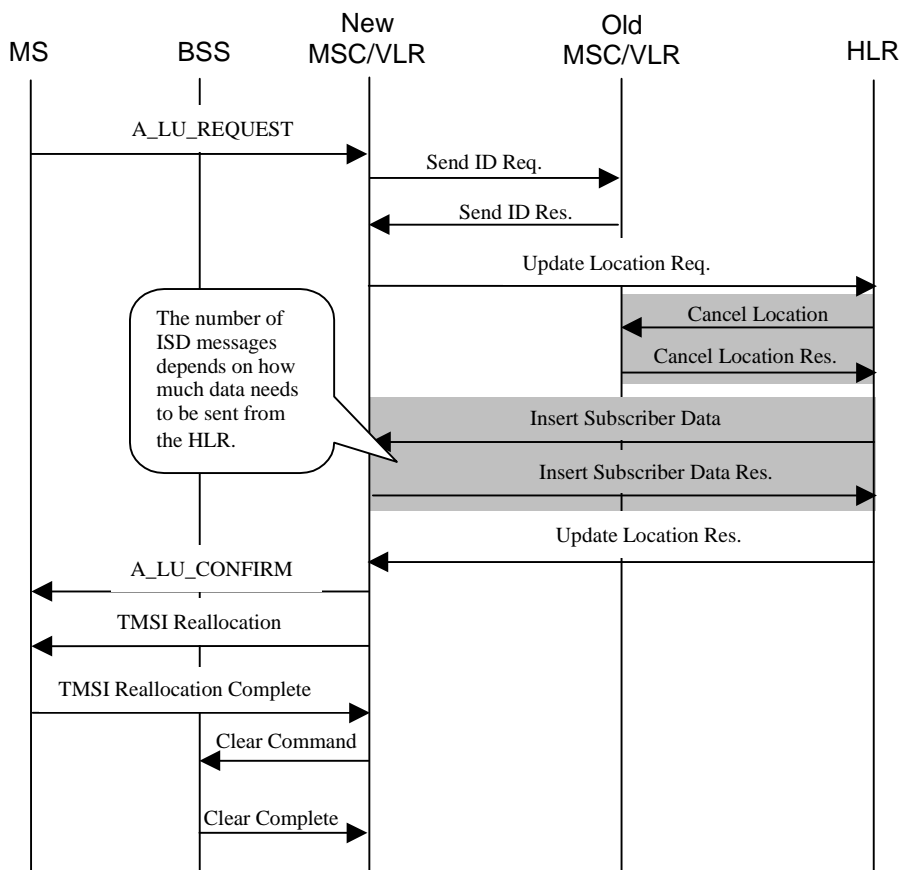 MS
BSS
New
MSC/VLR
Old
MSC/VLR
HLR
A_LU_REQUEST
Send ID Req.
Send ID Res.
Update Location Req.
The number of
ISD messages
depends on how
much data needs
to be sent from
the HLR.
Cancel Location
Cancel Location Res.
Insert Subscriber Data
Insert Subscriber Data Res.
Update Location Res.
A_LU_CONFIRM
TMSI Reallocation
TMSI Reallocation Complete
Clear Command
Clear Complete